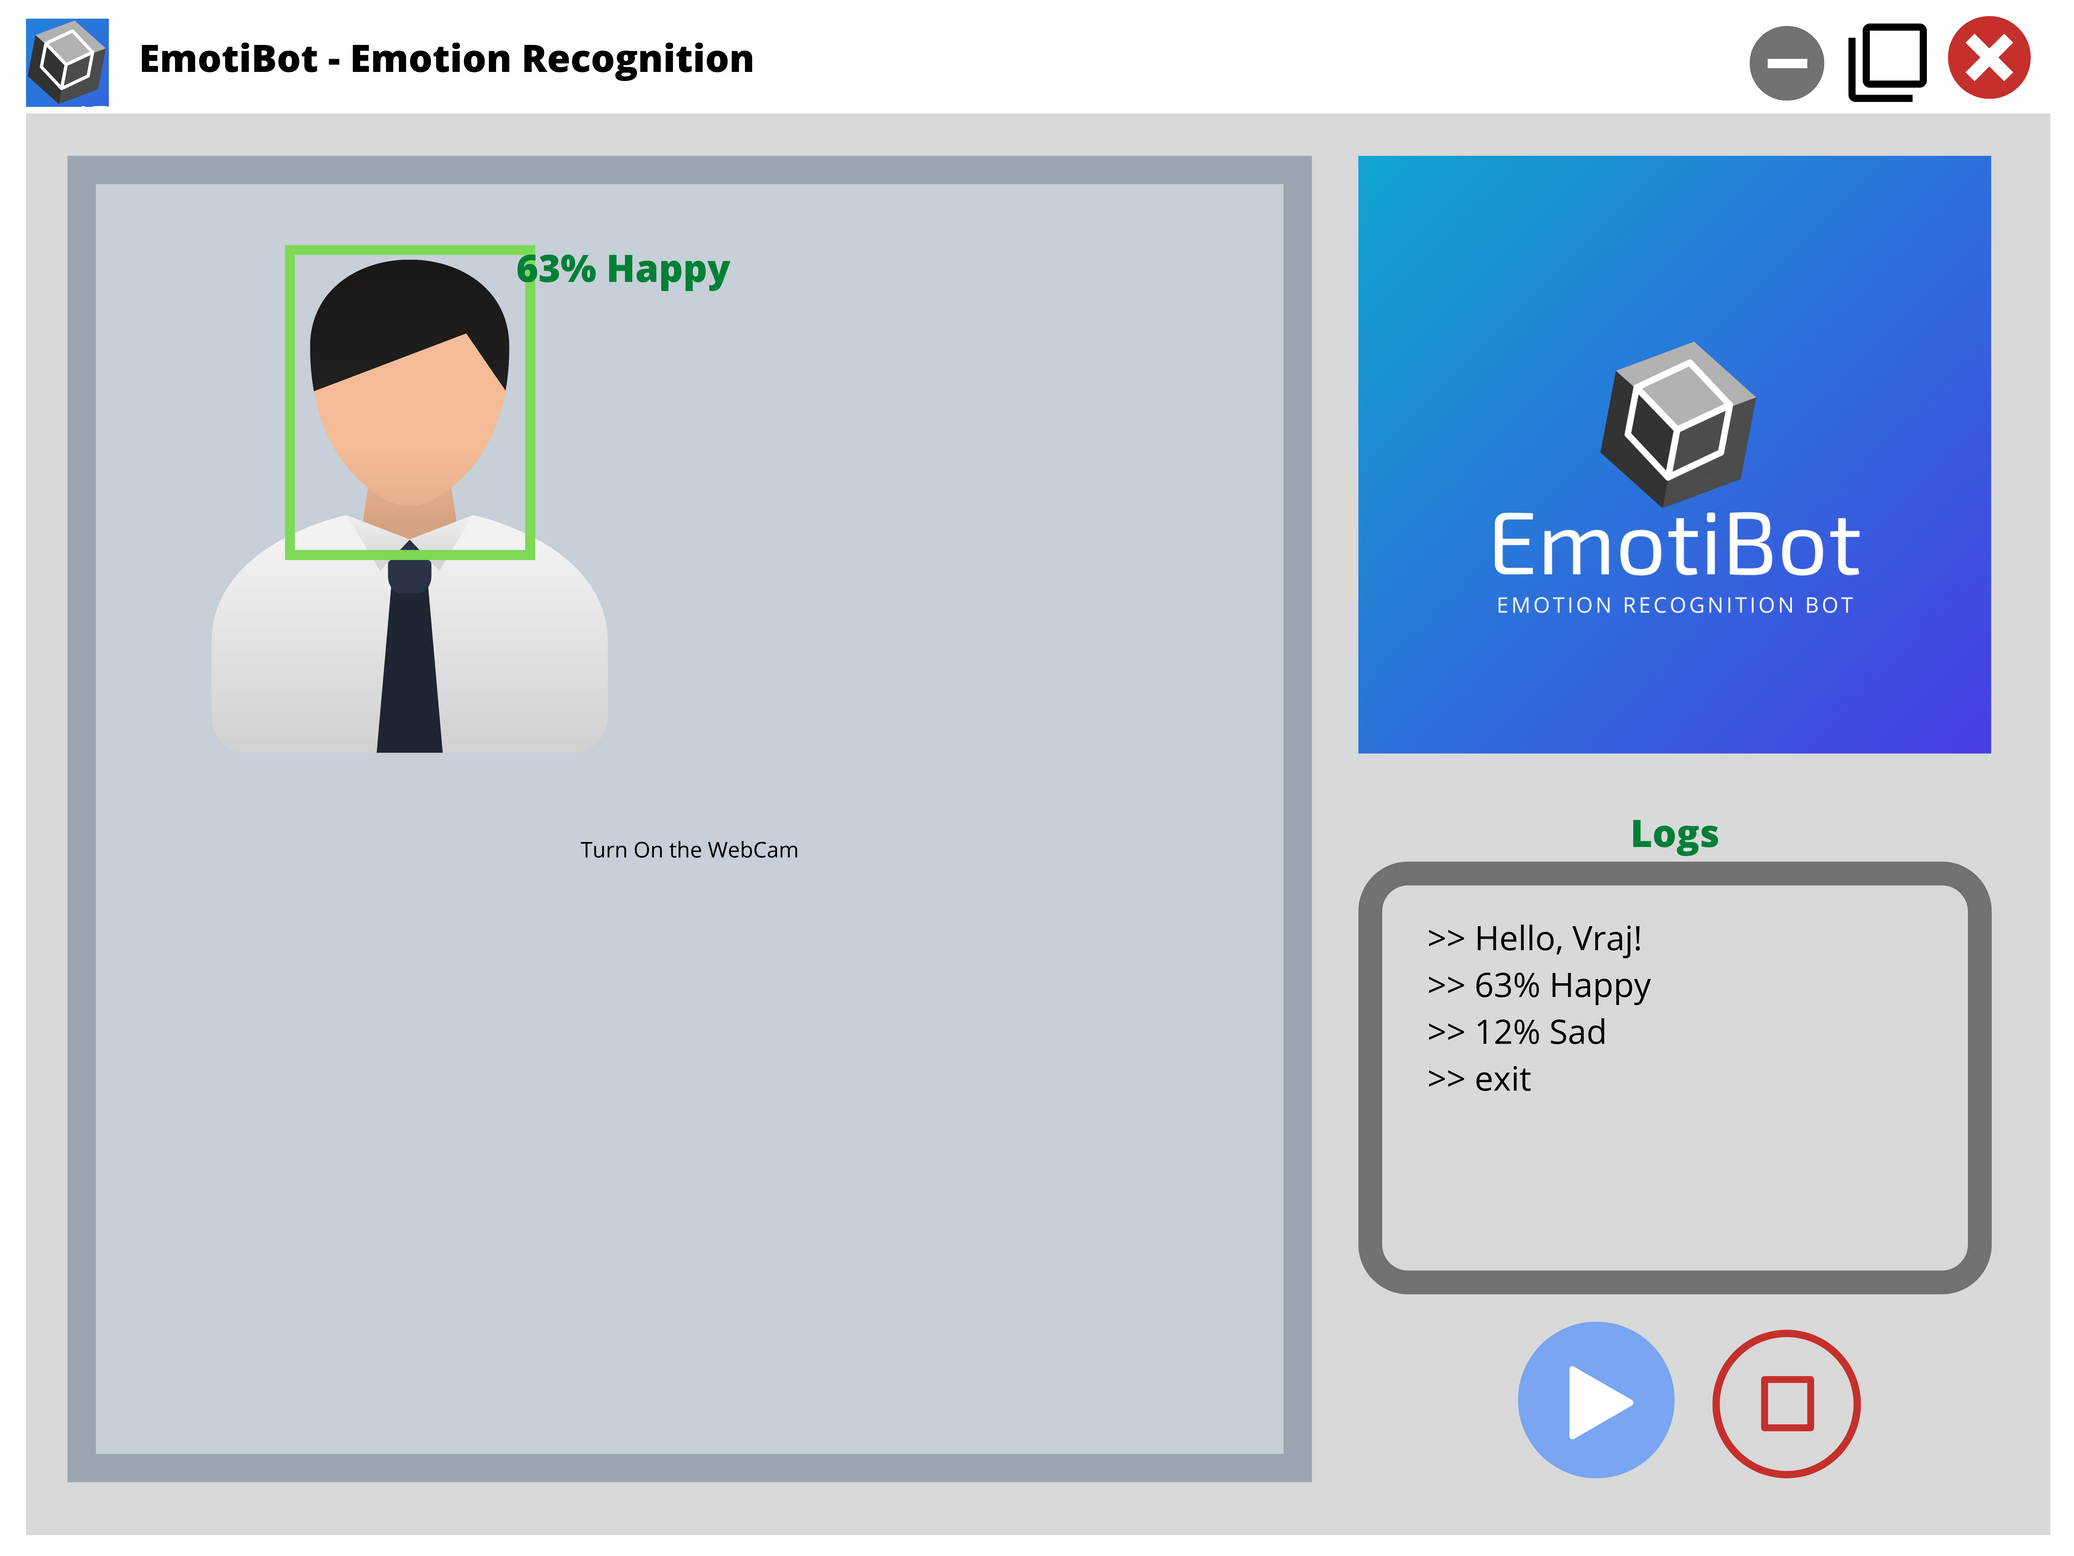 EmotiBot - Emotion Recognition
63% Happy
Turn On the WebCam
EmotiBot
EMOTION RECOGNITION BOT
Logs
>> Hello, Vraj!
>> 63% Happy
>> 12% Sad
>> exit